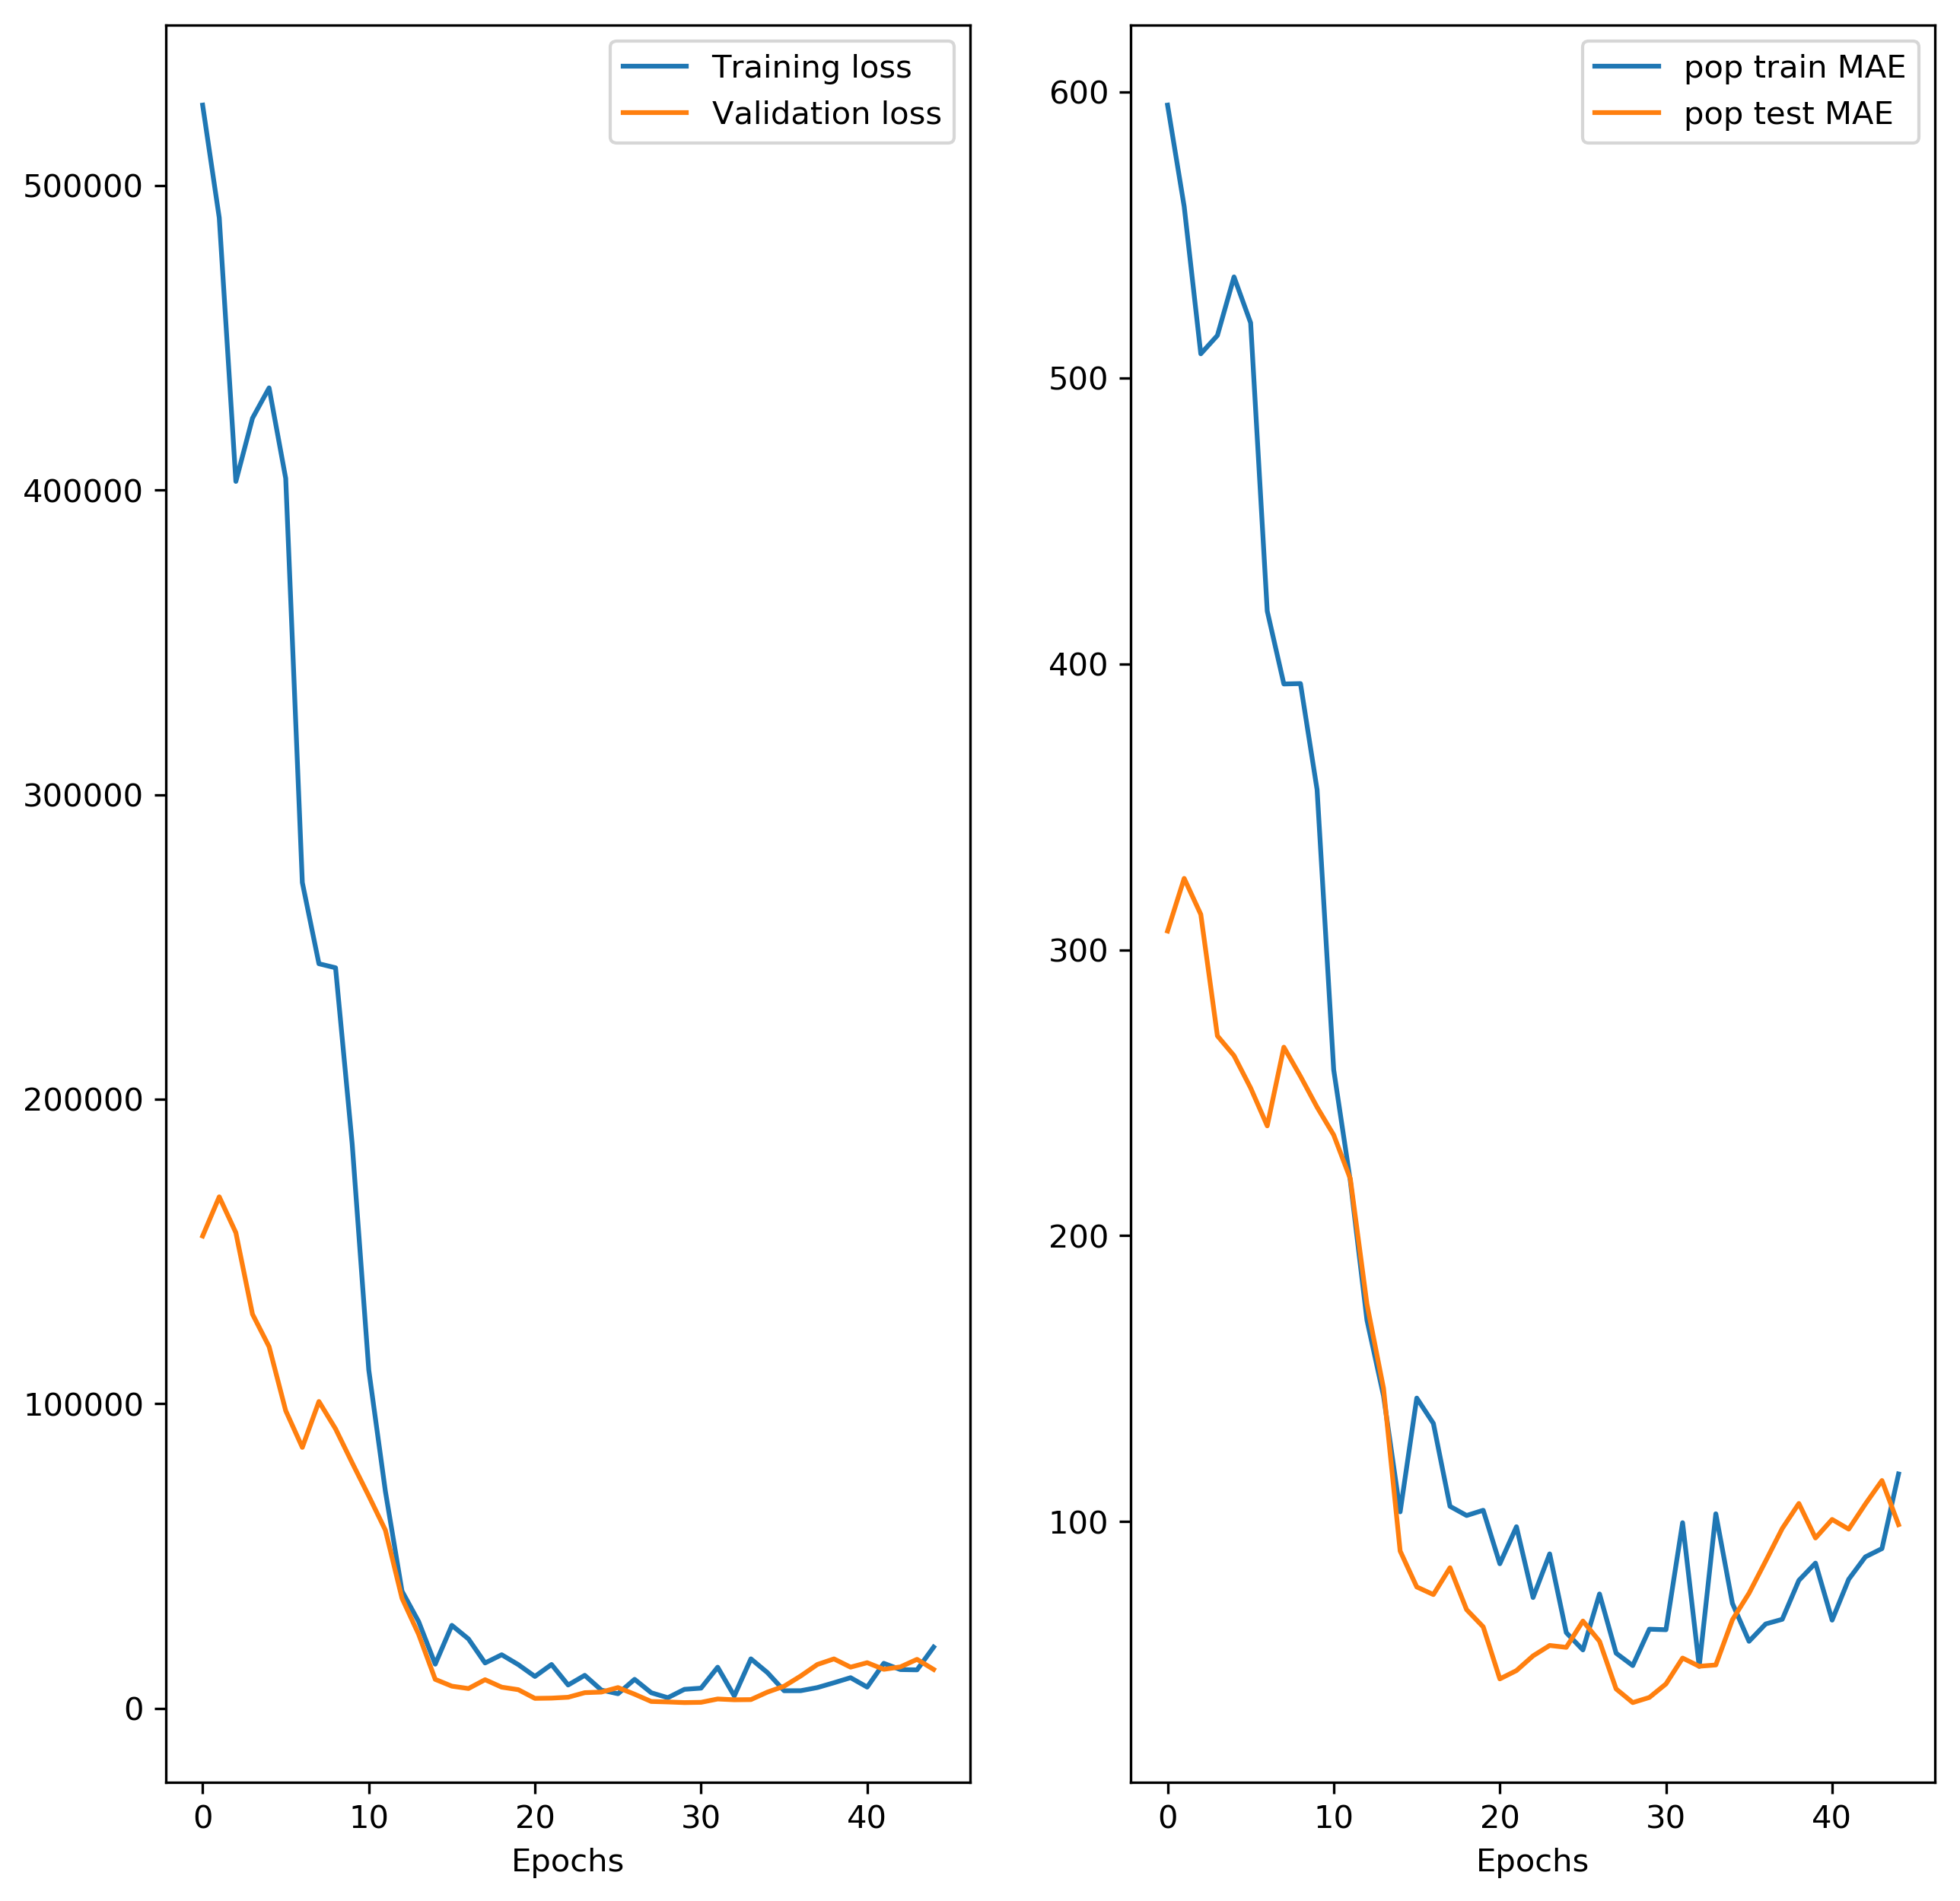 Training loss
Validation loss
500000
400000
300000
200000
100000
0
0 10 20 30 40
Epochs
pop train MAE
pop test MAE
600
500
400
300
200
100
0 10 20 30 40
Epochs